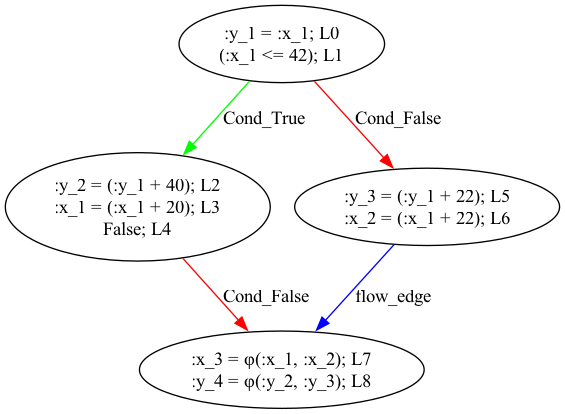 :y_1 = :x_1; L0
(:x_1 <= 42); L1
Cond_True
Cond_False
:y_2 = (:y_1 + 40); L2
:x_1 = (:x_1 + 20); L3
False; L4
:y_3 = (:y_1 + 22); L5
:x_2 = (:x_1 + 22); L6
Cond_False
flow_edge
:x_3 = φ(:x_1, :x_2); L7
:y_4 = φ(:y_2, :y_3); L8